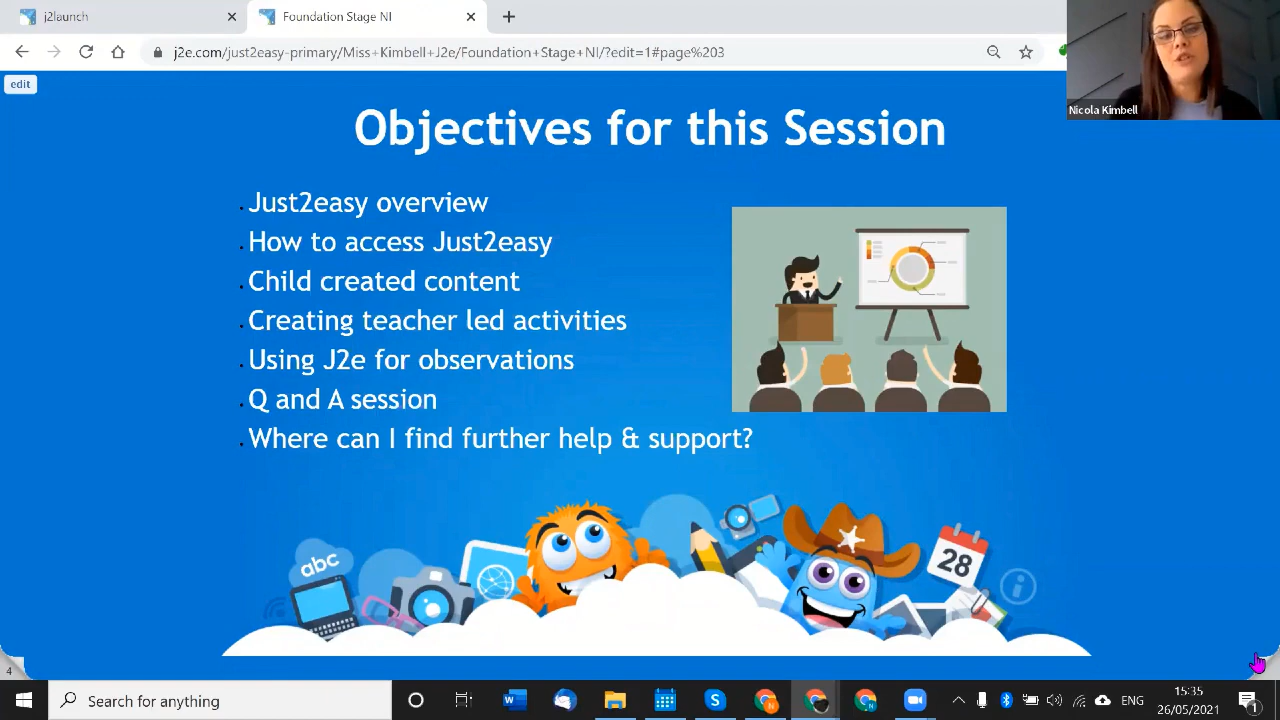 j2launch
Foundation Stage NI
j2e.com/just2easy-primary/Miss+Kimbell+J2e/Foundation+Stage+NI/?edit=1#page%203
edit
Nicola Kimbell
Objectives for this Session
Just2easy overview
How to access Just2easy
Child created content
Creating teacher led activities
Using J2e for observations
Q and A session
Where can I find further help & support?
abc
28
4
Search for anything
ENG
15:35
26/05/2021
1